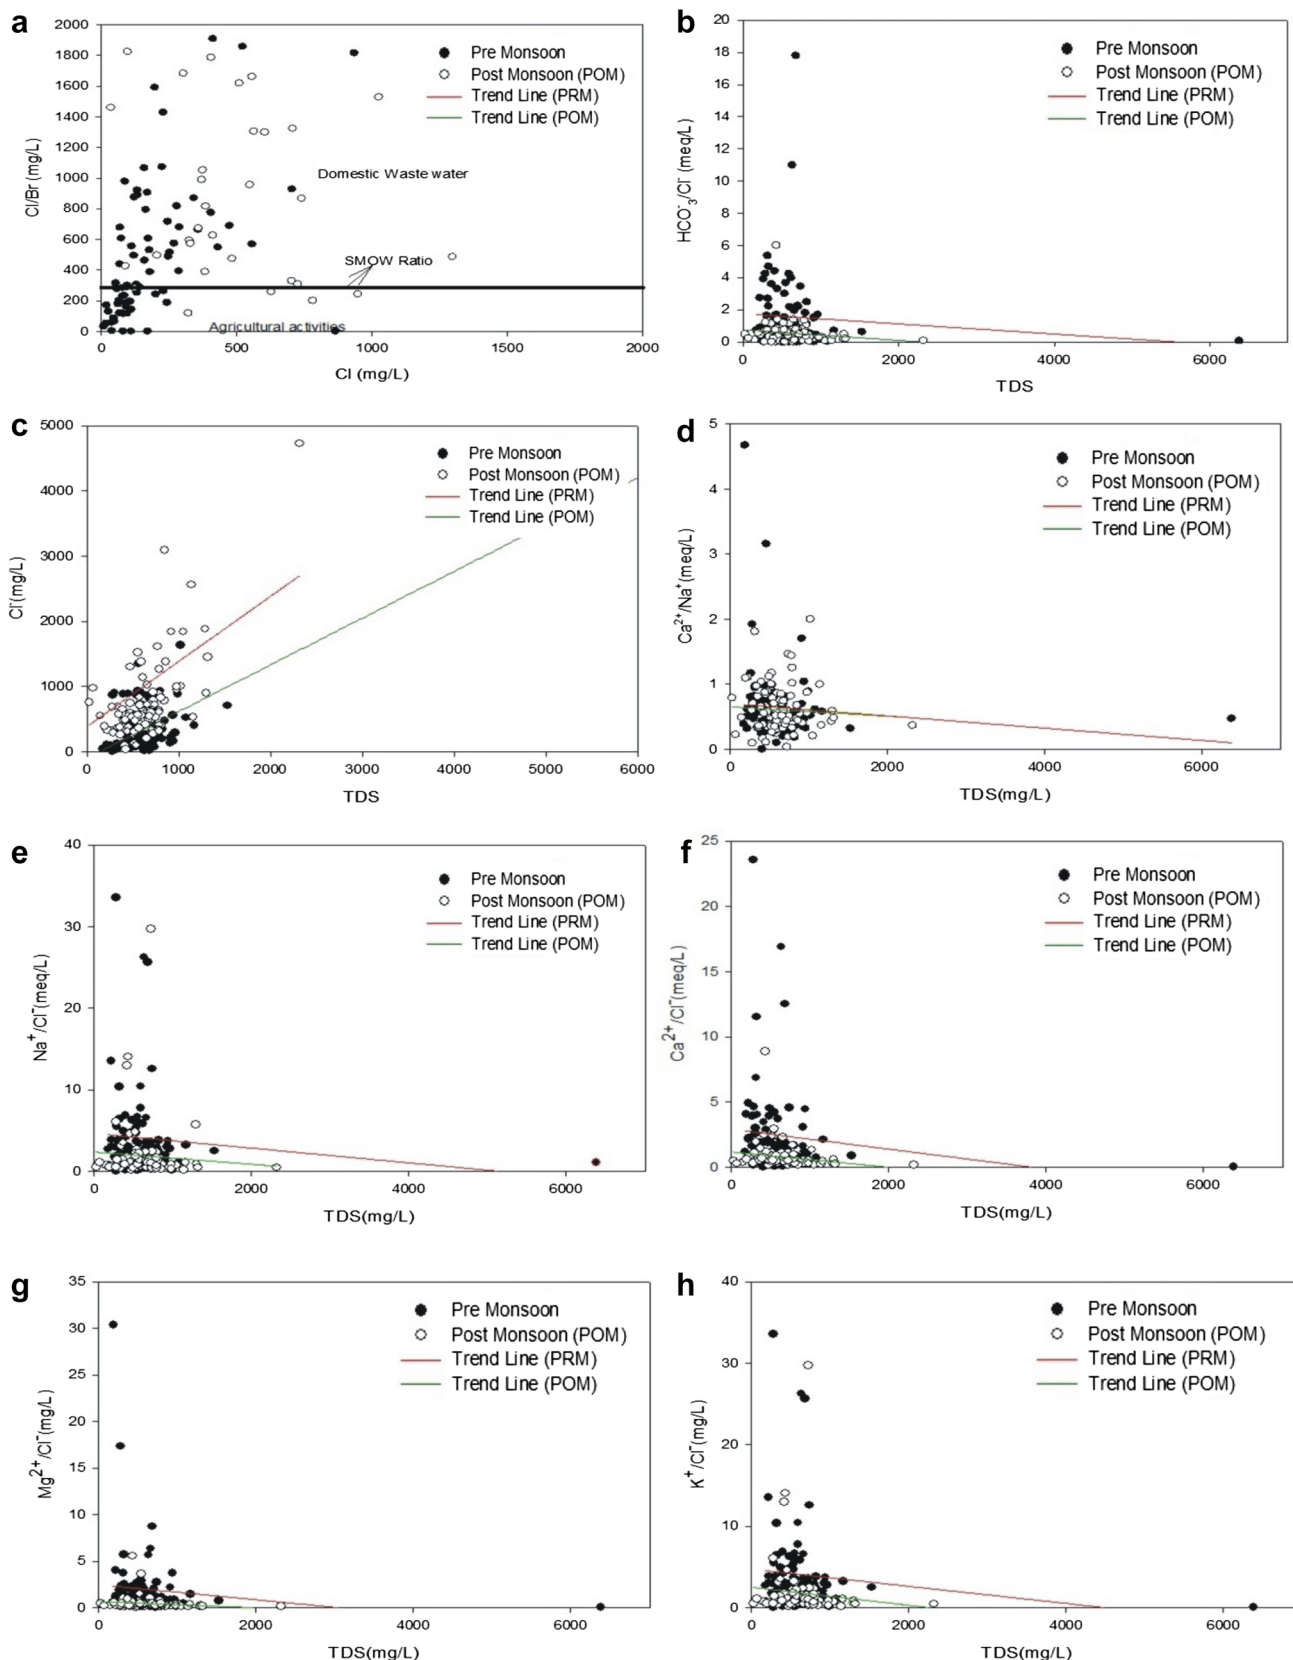 a
2000
1800
1600
1400
1200
1000
800
600
400
200
0
Cl/Br (mg/L)
Pre Monsoon
Post Monsoon (POM)
Trend Line (PRM)
Trend Line (POM)
Domestic Waste water
SMOW Ratio
Agricultural activities
0 500 1000 1500 2000
Cl (mg/L)
b
20
18
16
14
12
10
8
6
4
2
0
HCO⁻₃/Cl⁻ (meq/L)
Pre Monsoon
Post Monsoon (POM)
Trend Line (PRM)
Trend Line (POM)
0 2000 4000 6000
TDS
c
5000
4000
3000
2000
1000
0
Cl⁻(mg/L)
Pre Monsoon
Post Monsoon (POM)
Trend Line (PRM)
Trend Line (POM)
0 1000 2000 3000 4000 5000 6000
TDS
d
5
4
3
2
1
0
Ca²⁺/Na⁺(meq/L)
Pre Monsoon
Post Monsoon (POM)
Trend Line (PRM)
Trend Line (POM)
0 2000 4000 6000
TDS(mg/L)
e
40
30
20
10
0
Na⁺/Cl⁻(meq/L)
Pre Monsoon
Post Monsoon (POM)
Trend Line (PRM)
Trend Line (POM)
0 2000 4000 6000
TDS(mg/L)
f
25
20
15
10
5
0
Ca²⁺/Cl⁻(meq/L)
Pre Monsoon
Post Monsoon (POM)
Trend Line (PRM)
Trend Line (POM)
0 2000 4000 6000
TDS(mg/L)
g
35
30
25
20
15
10
5
0
Mg²⁺/Cl⁻(mg/L)
Pre Monsoon
Post Monsoon (POM)
Trend Line (PRM)
Trend Line (POM)
0 2000 4000 6000
TDS(mg/L)
h
40
30
20
10
0
K⁺/Cl⁻(mg/L)
Pre Monsoon
Post Monsoon (POM)
Trend Line (PRM)
Trend Line (POM)
0 2000 4000 6000
TDS(mg/L)